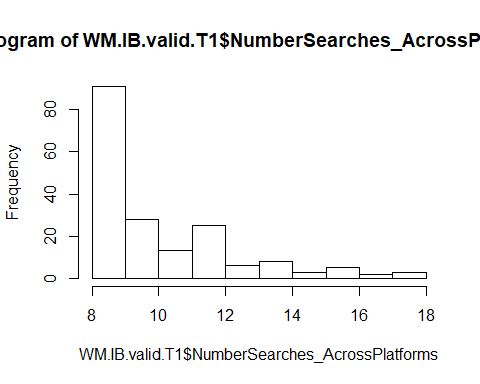 ogram of WM.IB.valid.T1$NumberSearches_AcrossP
Frequency
80
60
40
20
0
8 10 12 14 16 18
WM.IB.valid.T1$NumberSearches_AcrossPlatforms